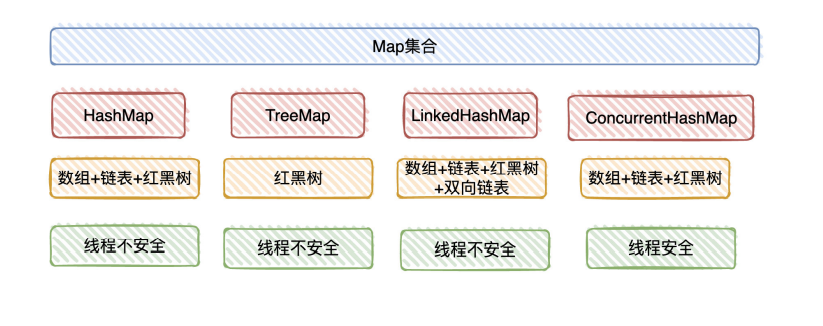 Map集合
HashMap
TreeMap
LinkedHashMap
ConcurrentHashMap
数组+链表+红黑树
红黑树
数组+链表+红黑树
+双向链表
数组+链表+红黑树
线程不安全
线程不安全
线程不安全
线程安全